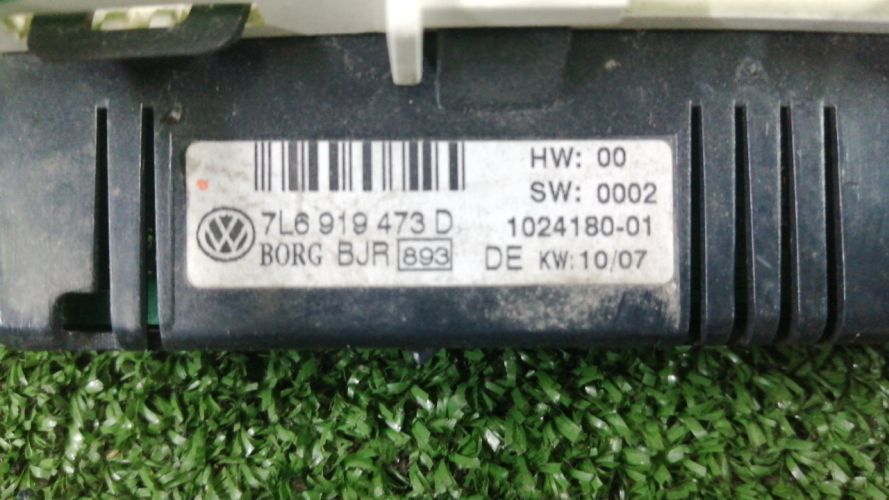 HW: 00
SW: 0002
7L6 919 473 D 1024180-01
BORG BJR 893 DE KW: 10/07